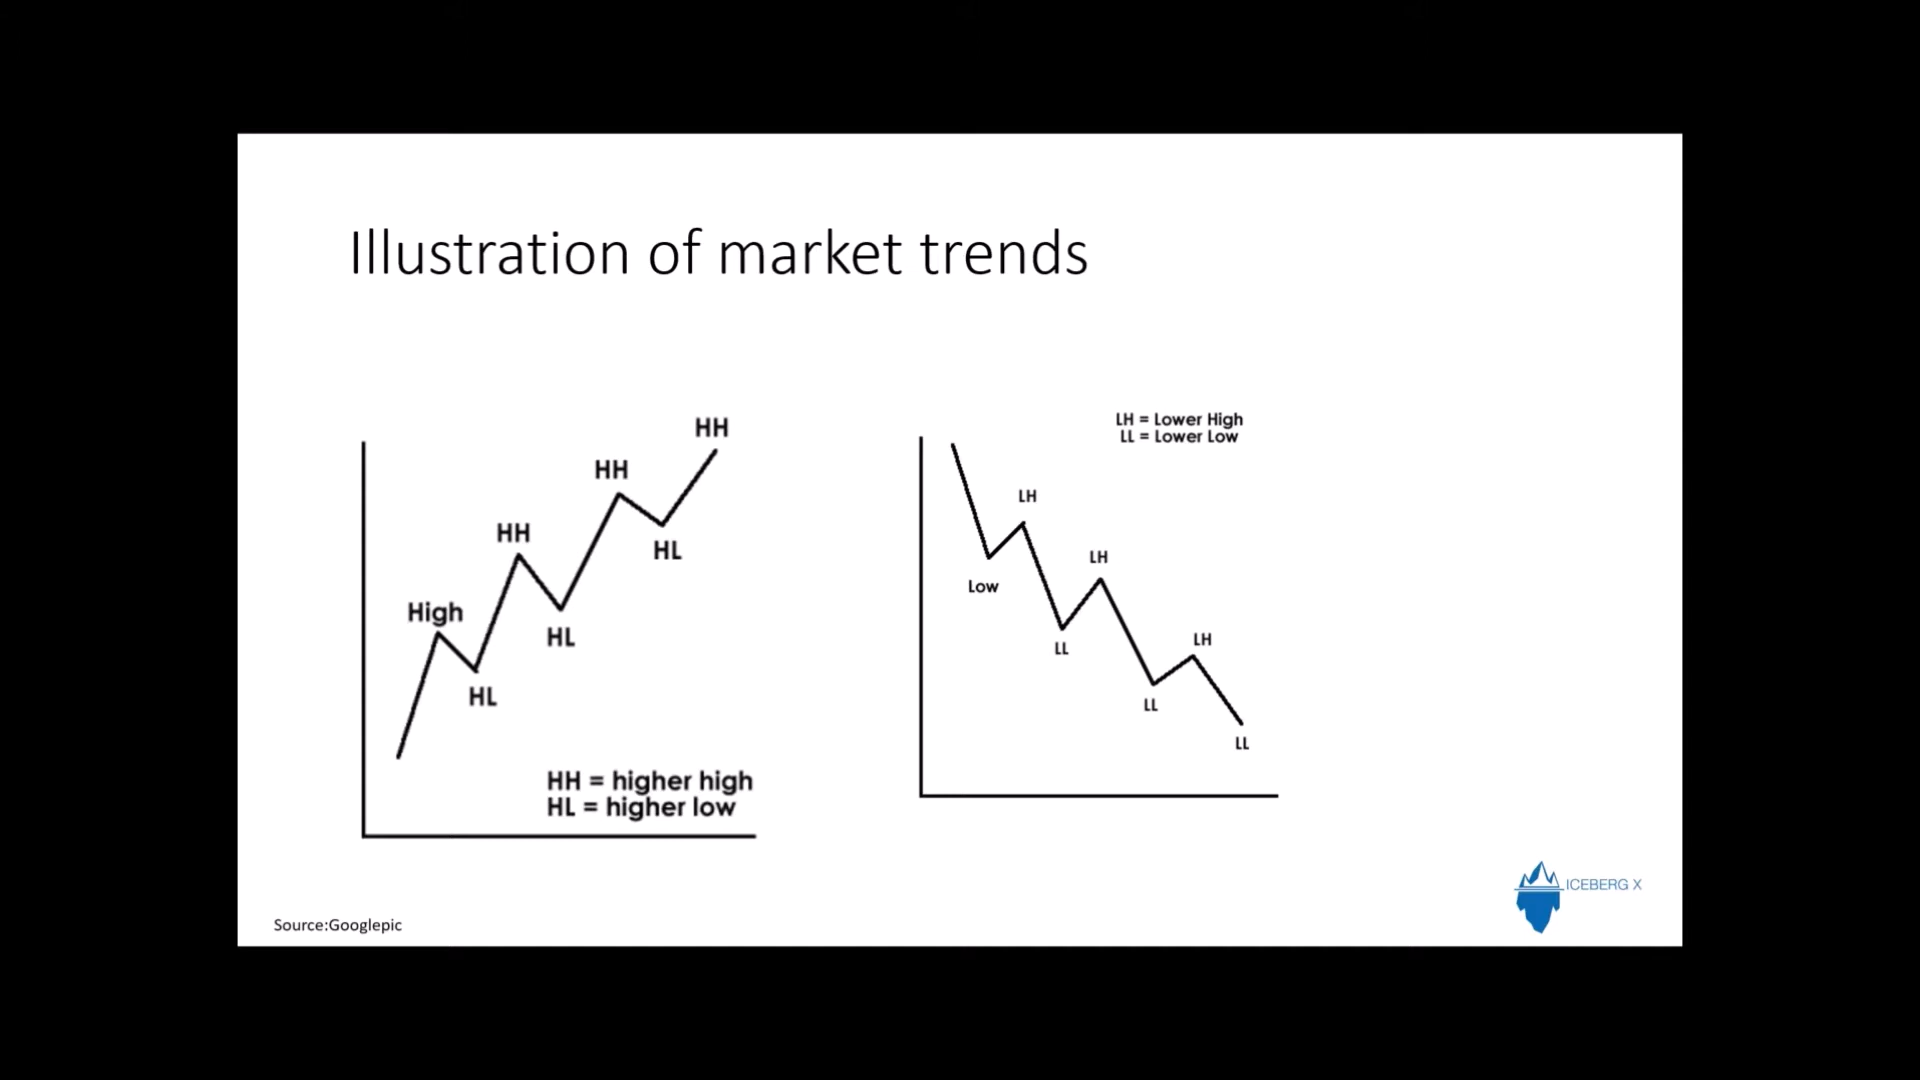 Illustration of market trends
HH
HH
HH
High
HL
HL
HL
HH = higher high
HL = higher low
LH = Lower High
LL = Lower Low
LH
LH
Low
LH
LL
LL
LL
ICEBERG X
Source:Googlepic